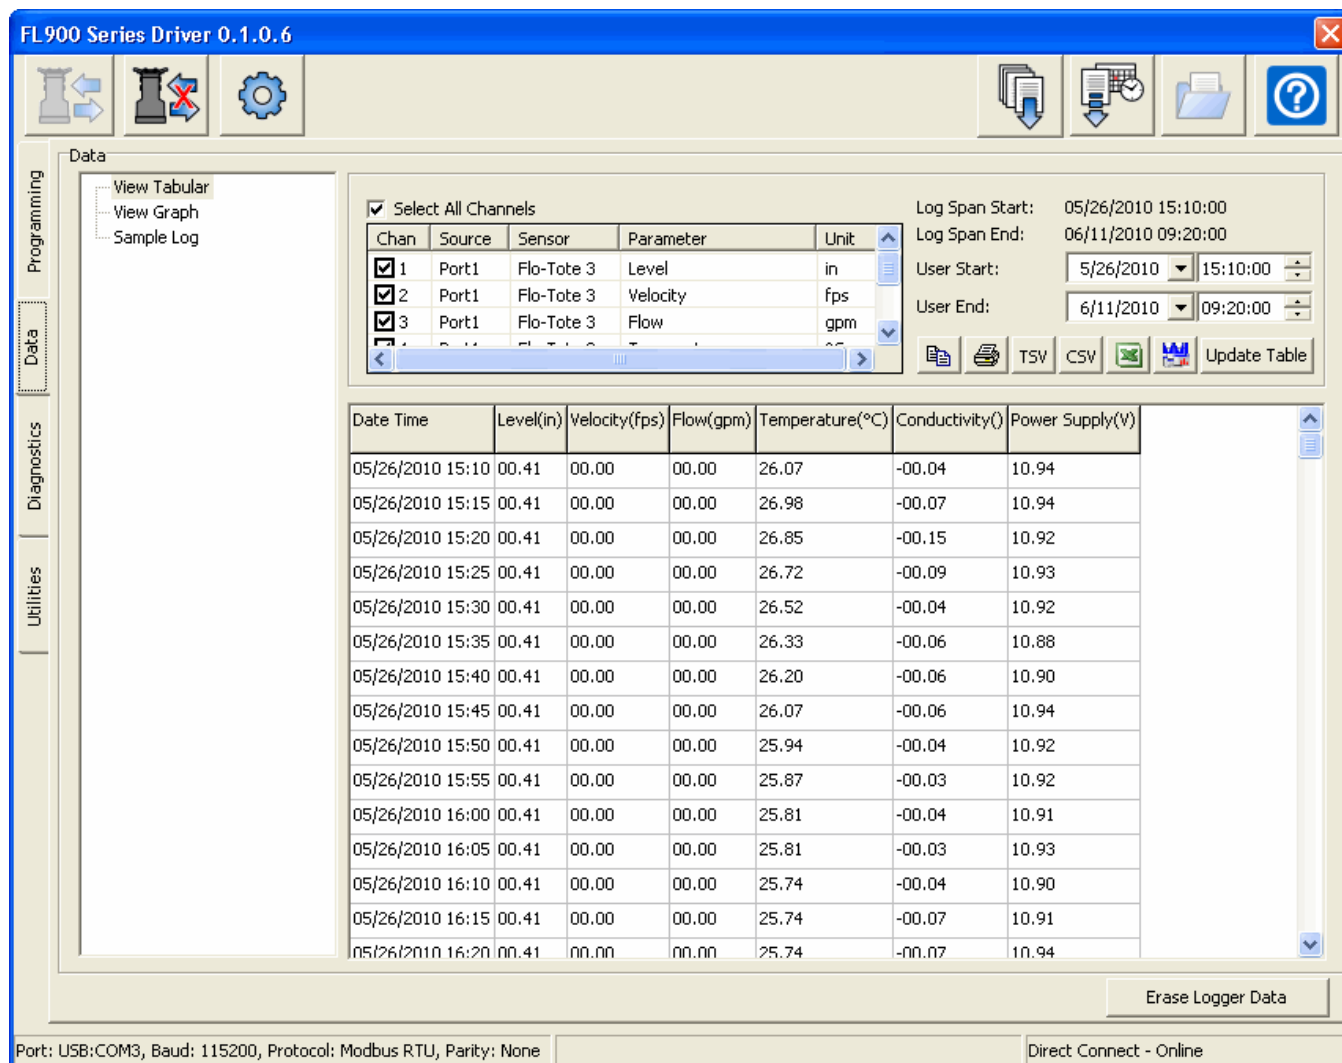 FL900 Series Driver 0.1.0.6
Programming
Data
Diagnostics
Utilities
Data
View Tabular
View Graph
Sample Log
Select All Channels
Chan Source Sensor Parameter Unit
1 Port1 Flo-Tote 3 Level in
2 Port1 Flo-Tote 3 Velocity fps
3 Port1 Flo-Tote 3 Flow gpm
Log Span Start: 05/26/2010 15:10:00
Log Span End: 06/11/2010 09:20:00
User Start: 5/26/2010 15:10:00
User End: 6/11/2010 09:20:00
TSV CSV Update Table
Date Time Level(in) Velocity(fps) Flow(gpm) Temperature(°C) Conductivity() Power Supply(V)
05/26/2010 15:10 00.41 00.00 00.00 26.07 -00.04 10.94
05/26/2010 15:15 00.41 00.00 00.00 26.98 -00.07 10.94
05/26/2010 15:20 00.41 00.00 00.00 26.85 -00.15 10.92
05/26/2010 15:25 00.41 00.00 00.00 26.72 -00.09 10.93
05/26/2010 15:30 00.41 00.00 00.00 26.52 -00.04 10.92
05/26/2010 15:35 00.41 00.00 00.00 26.33 -00.06 10.88
05/26/2010 15:40 00.41 00.00 00.00 26.20 -00.06 10.90
05/26/2010 15:45 00.41 00.00 00.00 26.07 -00.06 10.94
05/26/2010 15:50 00.41 00.00 00.00 25.94 -00.04 10.92
05/26/2010 15:55 00.41 00.00 00.00 25.87 -00.03 10.92
05/26/2010 16:00 00.41 00.00 00.00 25.81 -00.04 10.91
05/26/2010 16:05 00.41 00.00 00.00 25.81 -00.03 10.93
05/26/2010 16:10 00.41 00.00 00.00 25.74 -00.04 10.90
05/26/2010 16:15 00.41 00.00 00.00 25.74 -00.07 10.91
05/26/2010 16:20 00.41 00.00 00.00 25.74 -00.07 10.94
Erase Logger Data
Port: USB:COM3, Baud: 115200, Protocol: Modbus RTU, Parity: None
Direct Connect - Online